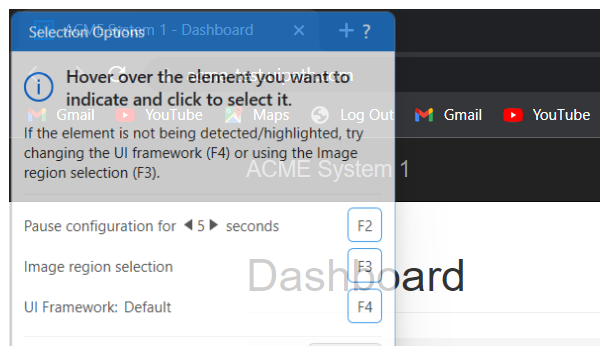 Selection Options
ACME System 1 - Dashboard × + ?
Hover over the element you want to
indicate and click to select it.
Gmail YouTube Maps Log Out Gmail YouTube
If the element is not being detected/highlighted, try
changing the UI framework (F4) or using the Image
region selection (F3).
ACME System 1
Pause configuration for 5 seconds F2
Image region selection F3
Dashboard
UI Framework: Default F4